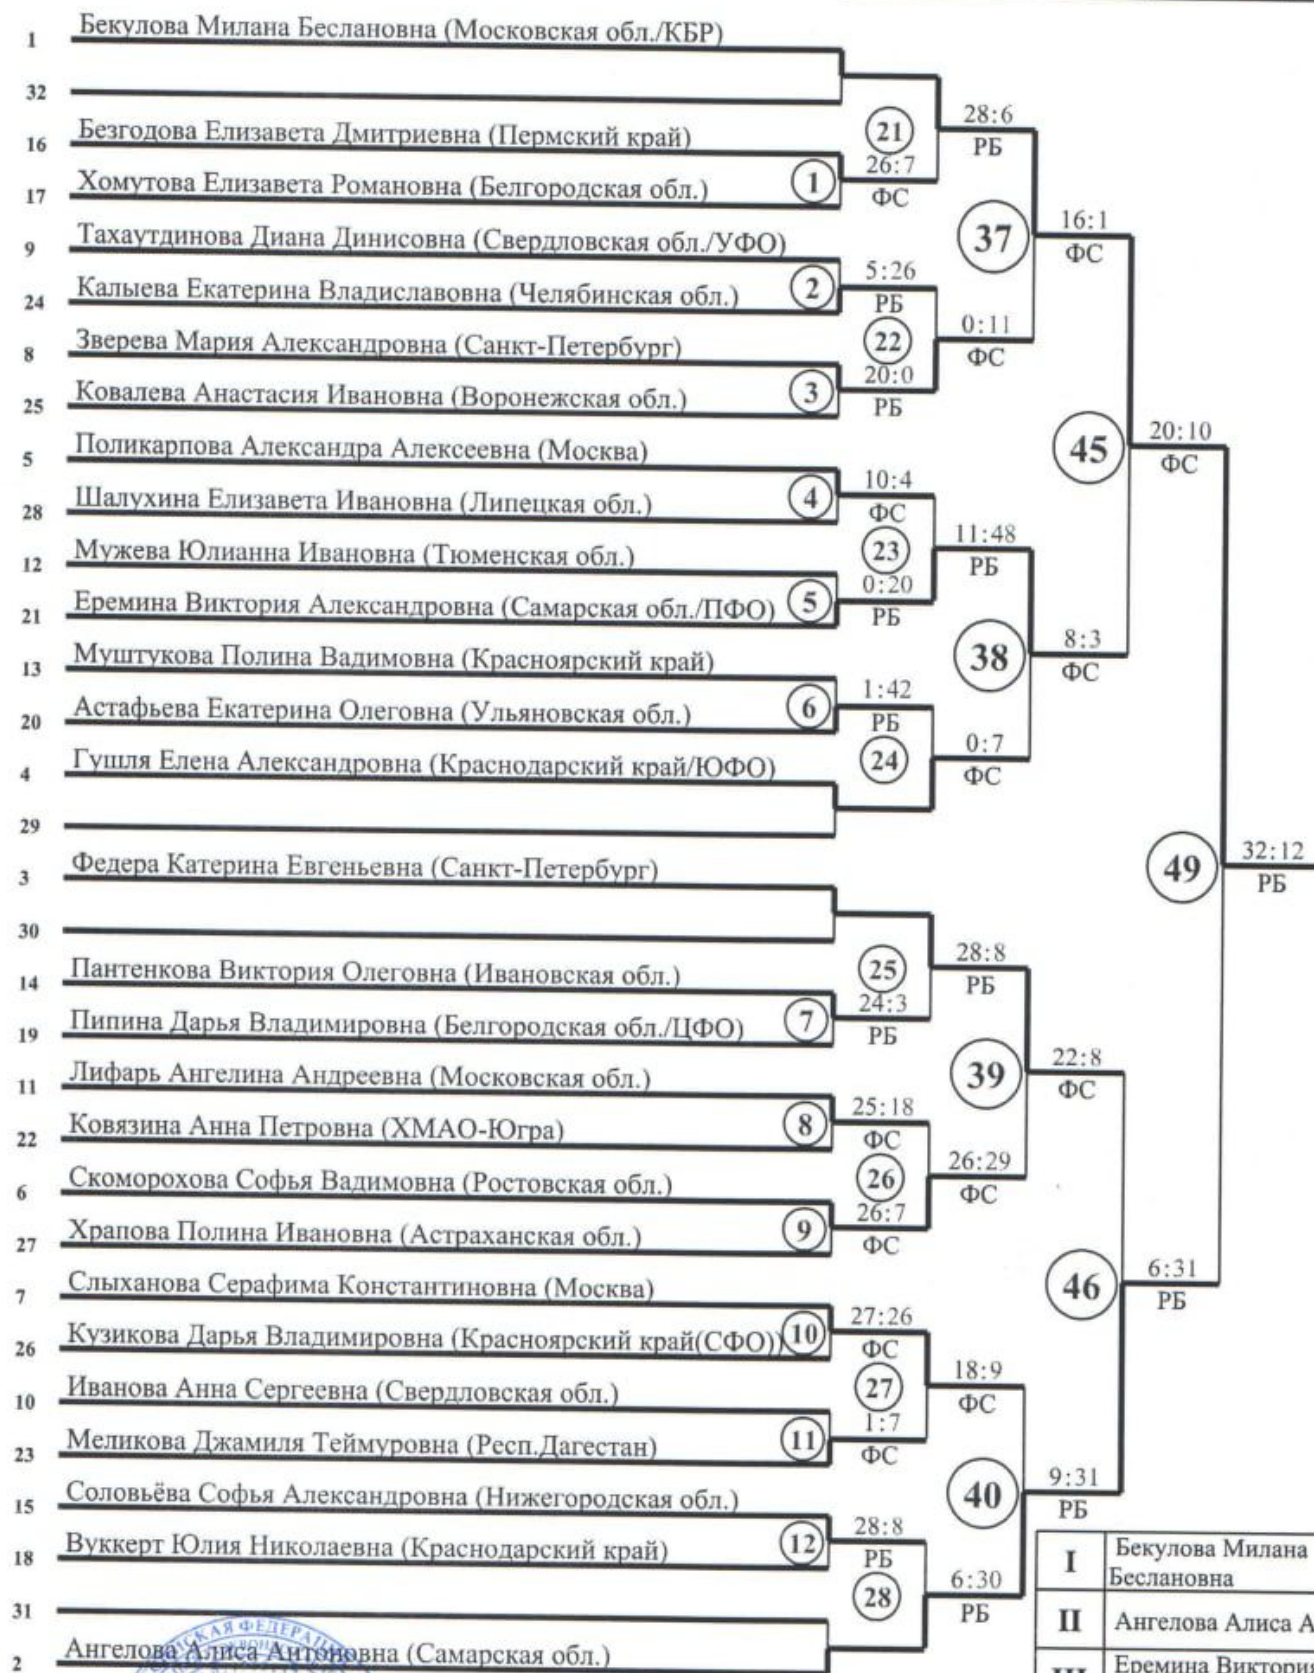 1 Бекулова Милана Беслановна (Московская обл./КБР)
32
16 Безгодова Елизавета Дмитриевна (Пермский край)
21
28:6
РБ
26:7
ФС
17 Хомутова Елизавета Романовна (Белгородская обл.)
1
37
16:1
ФС
9 Тахаутдинова Диана Динисовна (Свердловская обл./УФО)
24 Калыева Екатерина Владиславовна (Челябинская обл.)
2
5:26
РБ
8 Зверева Мария Александровна (Санкт-Петербург)
22
0:11
ФС
20:0
РБ
25 Ковалева Анастасия Ивановна (Воронежская обл.)
3
5 Поликарпова Александра Алексеевна (Москва)
45
20:10
ФС
28 Шалухина Елизавета Ивановна (Липецкая обл.)
4
10:4
ФС
12 Мужева Юлианна Ивановна (Тюменская обл.)
23
11:48
РБ
0:20
РБ
21 Еремина Виктория Александровна (Самарская обл./ПФО)
5
13 Муштукова Полина Вадимовна (Красноярский край)
38
8:3
ФС
20 Астафьева Екатерина Олеговна (Ульяновская обл.)
6
1:42
РБ
4 Гушля Елена Александровна (Краснодарский край/ЮФО)
24
0:7
ФС
29
3 Федера Катерина Евгеньевна (Санкт-Петербург)
49
32:12
РБ
30
14 Пантенкова Виктория Олеговна (Ивановская обл.)
25
28:8
РБ
24:3
РБ
19 Пипина Дарья Владимировна (Белгородская обл./ЦФО)
7
11 Лифарь Ангелина Андреевна (Московская обл.)
39
22:8
ФС
22 Ковязина Анна Петровна (ХМАО-Югра)
8
25:18
ФС
6 Скоморохова Софья Вадимовна (Ростовская обл.)
26
26:29
ФС
26:7
ФС
27 Храпова Полина Ивановна (Астраханская обл.)
9
7 Слыханова Серафима Константиновна (Москва)
46
6:31
РБ
26 Кузикова Дарья Владимировна (Красноярский край(СФО))
10
27:26
ФС
10 Иванова Анна Сергеевна (Свердловская обл.)
27
18:9
ФС
1:7
ФС
23 Меликова Джамиля Теймуровна (Респ.Дагестан)
11
15 Соловьёва Софья Александровна (Нижегородская обл.)
40
9:31
РБ
18 Вуккерт Юлия Николаевна (Краснодарский край)
12
28:8
РБ
28
6:30
РБ
31
2 Ангелова Алиса Антоновна (Самарская обл.)
I Бекулова Милана
Беслановна
II Ангелова Алиса А
III Еремина Виктория